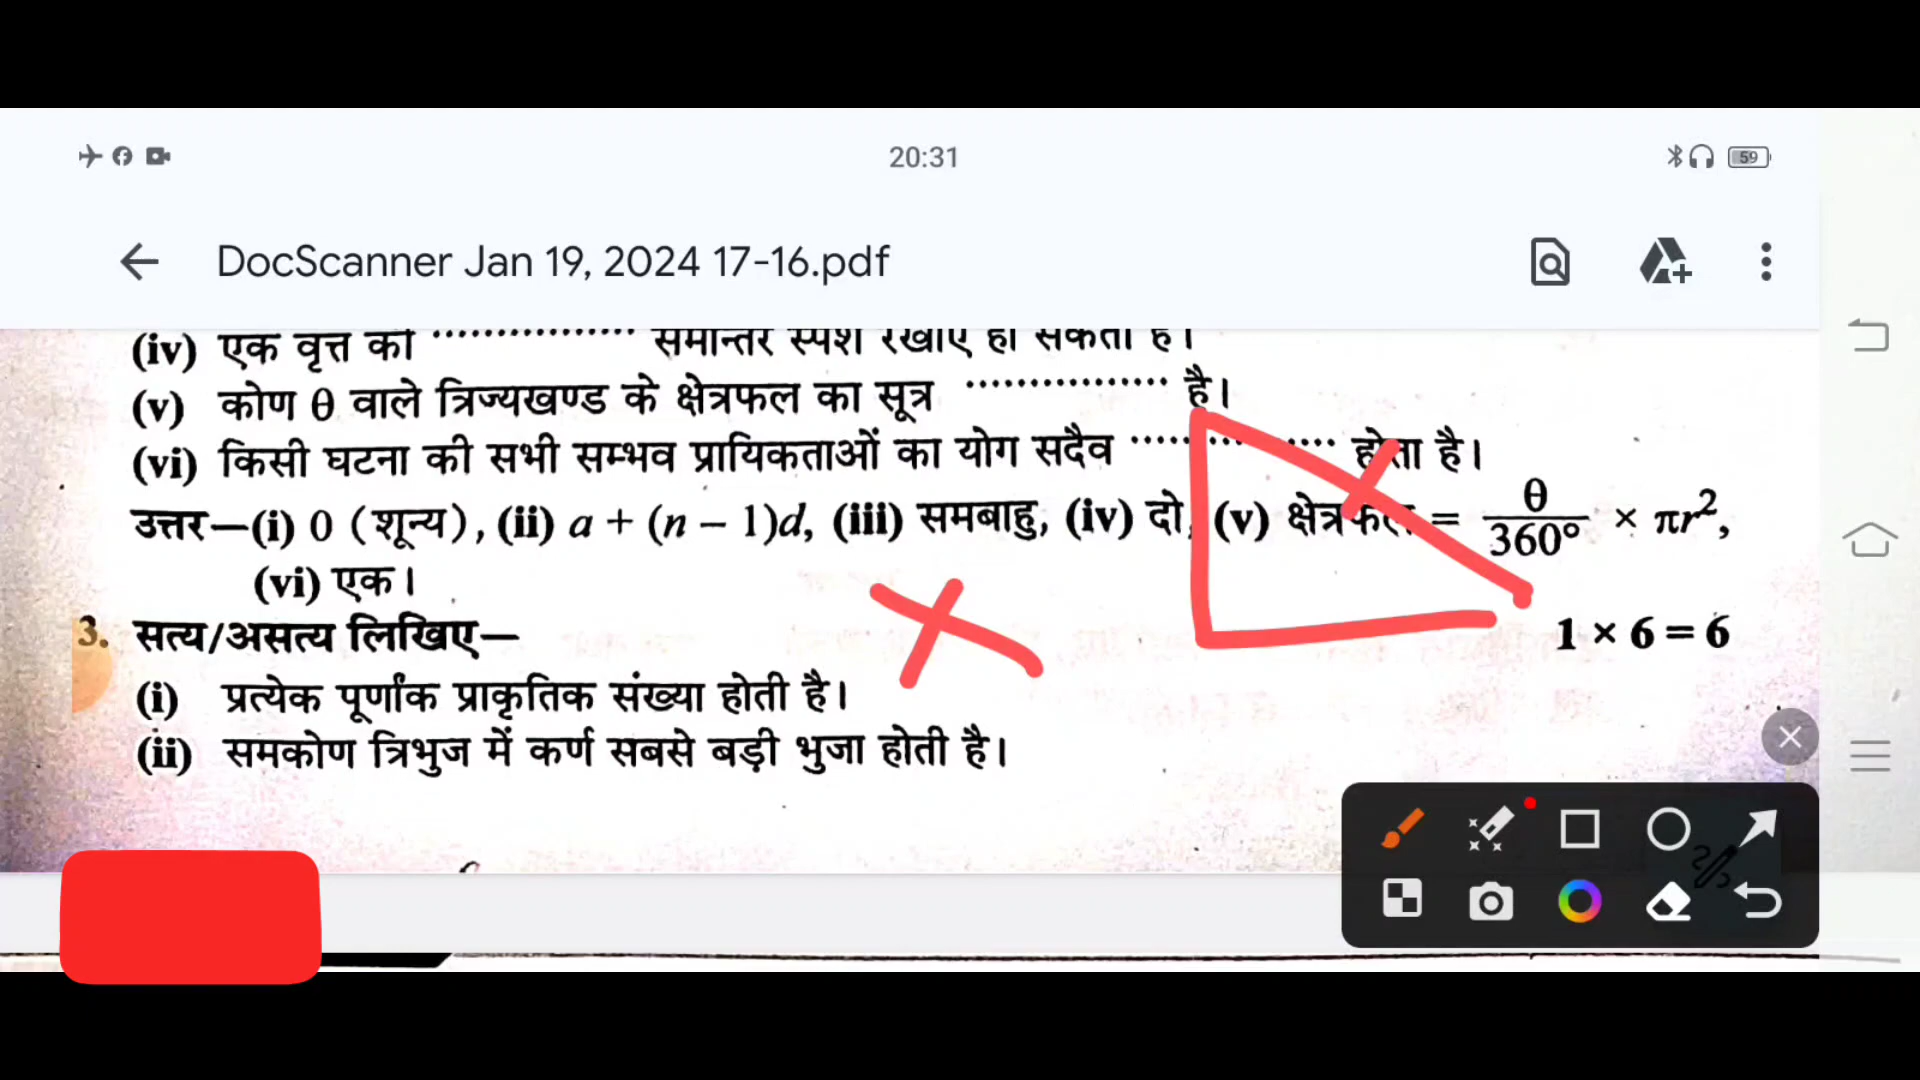 20:31
59
DocScanner Jan 19, 2024 17-16.pdf
(iv) एक वृत्त की ................ समान्तर स्पर्श रेखाएँ हो सकती हैं।
(v) कोण θ वाले त्रिज्यखण्ड के क्षेत्रफल का सूत्र ................ है।
(vi) किसी घटना की सभी सम्भव प्रायिकताओं का योग सदैव ................ होता है।
उत्तर—(i) 0 (शून्य), (ii) a + (n – 1)d, (iii) समबाहु, (iv) दो, (v) क्षेत्रफल = θ/360° × πr²,
(vi) एक।
3. सत्य/असत्य लिखिए— 1 × 6 = 6
(i) प्रत्येक पूर्णांक प्राकृतिक संख्या होती है।
(ii) समकोण त्रिभुज में कर्ण सबसे बड़ी भुजा होती है।